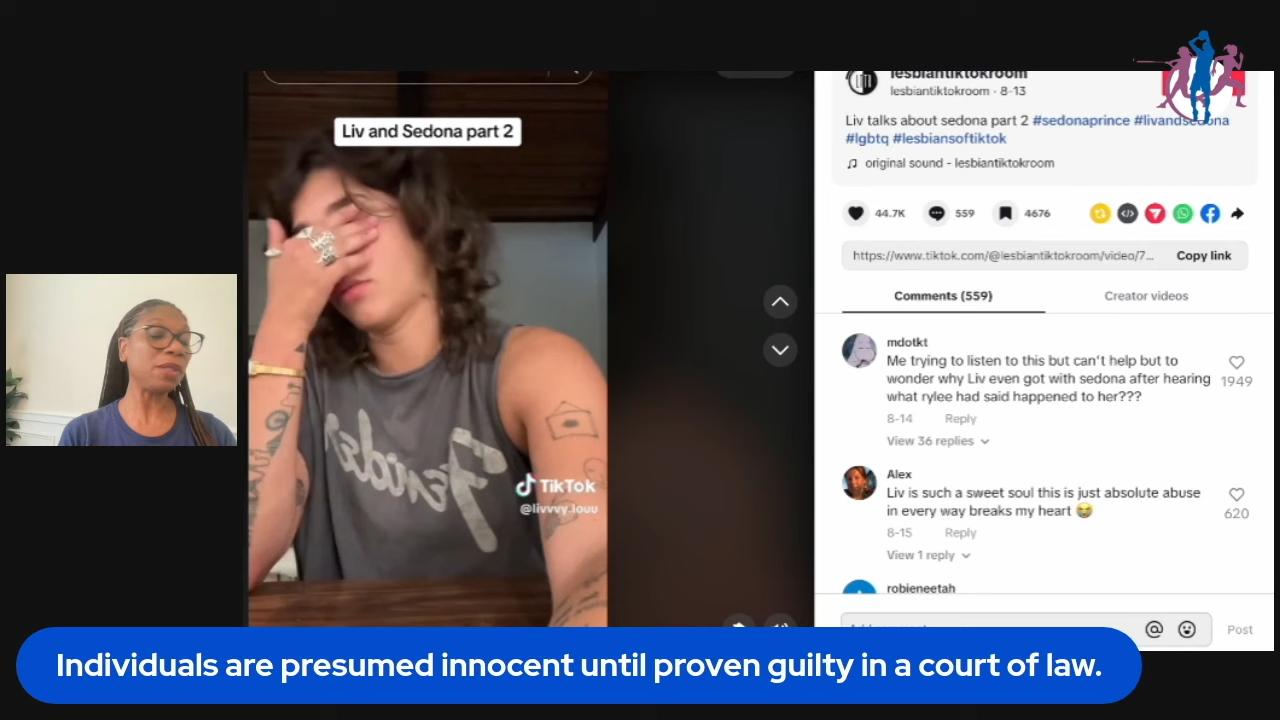 Liv and Sedona part 2
Fender
TikTok
@livvvy.louu
lesbiantiktokroom
lesbiantiktokroom · 8-13
Liv talks about sedona part 2 #sedonaprince #livandsedona
#lgbtq #lesbiansoftiktok
original sound - lesbiantiktokroom
44.7K
559
4676
https://www.tiktok.com/@lesbiantiktokroom/video/7...
Copy link
Comments (559)
Creator videos
mdotkt
Me trying to listen to this but can't help but to
wonder why Liv even got with sedona after hearing
what rylee had said happened to her???
1949
8-14 Reply
View 36 replies
Alex
Liv is such a sweet soul this is just absolute abuse
in every way breaks my heart 😭
620
8-15 Reply
View 1 reply
robieneetah
@
Post
Individuals are presumed innocent until proven guilty in a court of law.